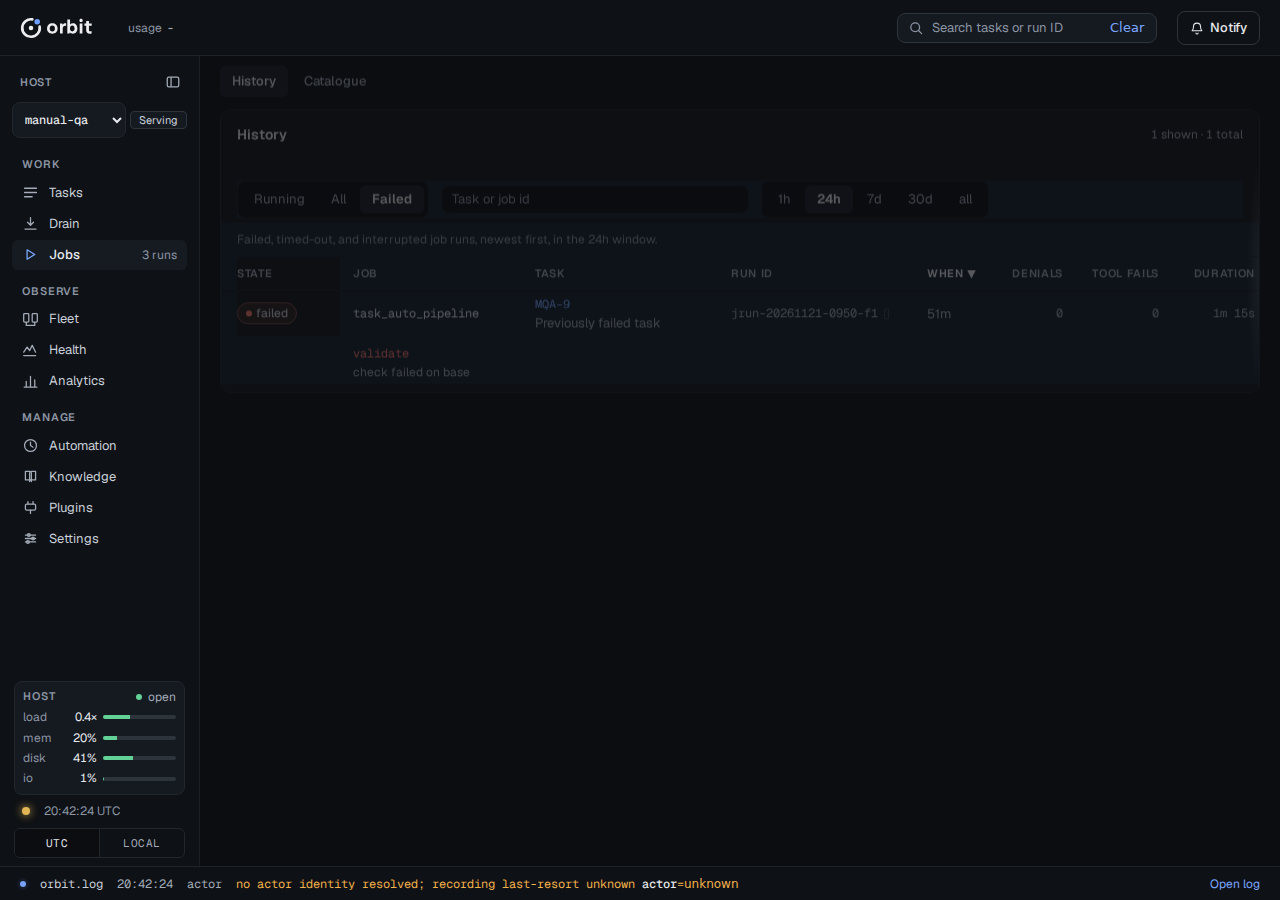 orbit
usage -
Search tasks or run ID
Clear
Notify
HOST
manual-qa
Serving
WORK
Tasks
Drain
Jobs 3 runs
OBSERVE
Fleet
Health
Analytics
MANAGE
Automation
Knowledge
Plugins
Settings
HOST open
load 0.4×
mem 20%
disk 41%
io 1%
20:42:24 UTC
UTC LOCAL
History Catalogue
History 1 shown · 1 total
Running All Failed Task or job id 1h 24h 7d 30d all
Failed, timed-out, and interrupted job runs, newest first, in the 24h window.
STATE JOB TASK RUN ID WHEN ▼ DENIALS TOOL FAILS DURATION
failed task_auto_pipeline MQA-9 jrun-20261121-0950-f1 51m 0 0 1m 15s
Previously failed task
validate
check failed on base
orbit.log 20:42:24 actor no actor identity resolved; recording last-resort unknown actor=unknown Open log